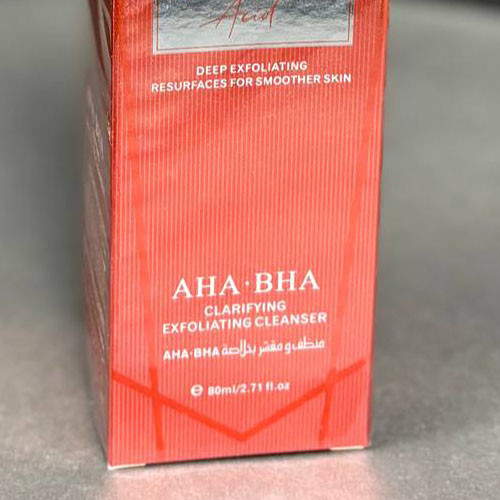 Acid
DEEP EXFOLIATING
RESURFACES FOR SMOOTHER SKIN
AHA·BHA
CLARIFYING
EXFOLIATING CLEANSER
AHA·BHA منظف و مقشر بخلاصة
℮ 80ml/2.71 fl.oz